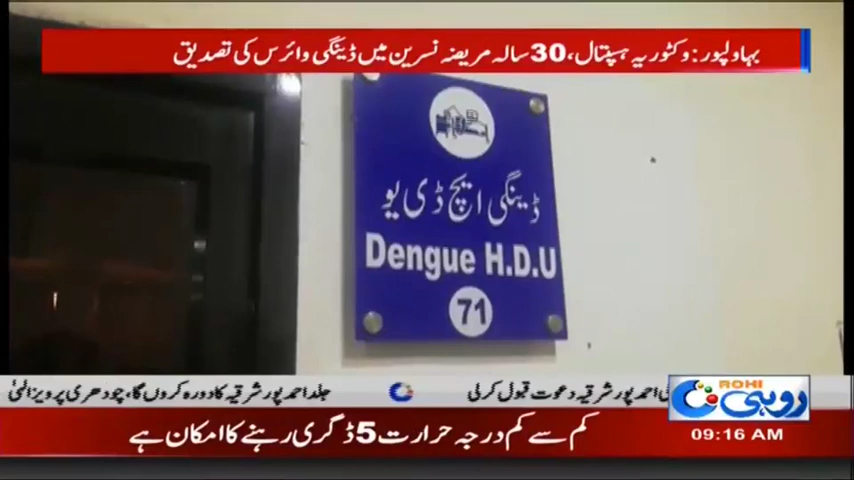 بہاولپور: وکٹوریہ ہسپتال، 30 سالہ مریضہ نسرین میں ڈینگی وائرس کی تصدیق
ڈینگی ایچ ڈی یو
Dengue H.D.U
71
احمد پور شرقیہ دعوت قبول کرلی
جلد احمد پور شرقیہ کا دورہ کروں گا، چودھری پرویز الہٰی
ROHI
روہی
09:16 AM
کم سے کم درجہ حرارت 5 ڈگری رہنے کا امکان ہے